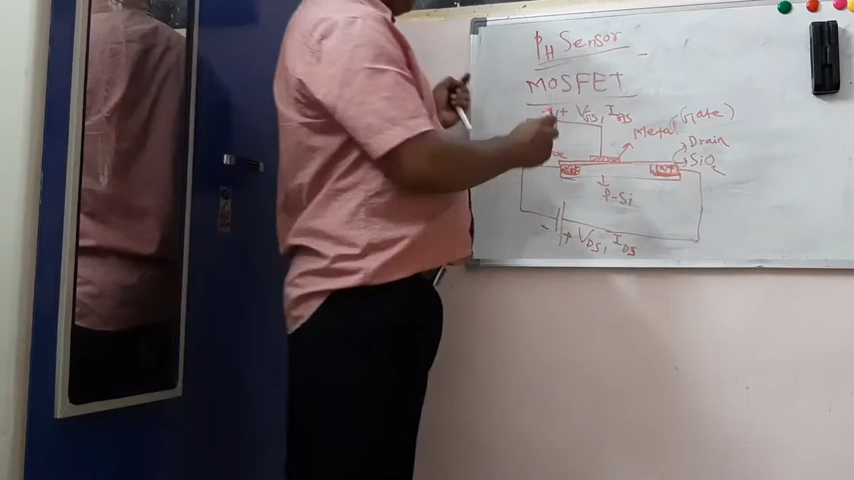 PH Sensor
MOSFET
+ VGS, IGS
Metal (Gate)
Drain
SiO2
P-Si
- + VDS, IDS